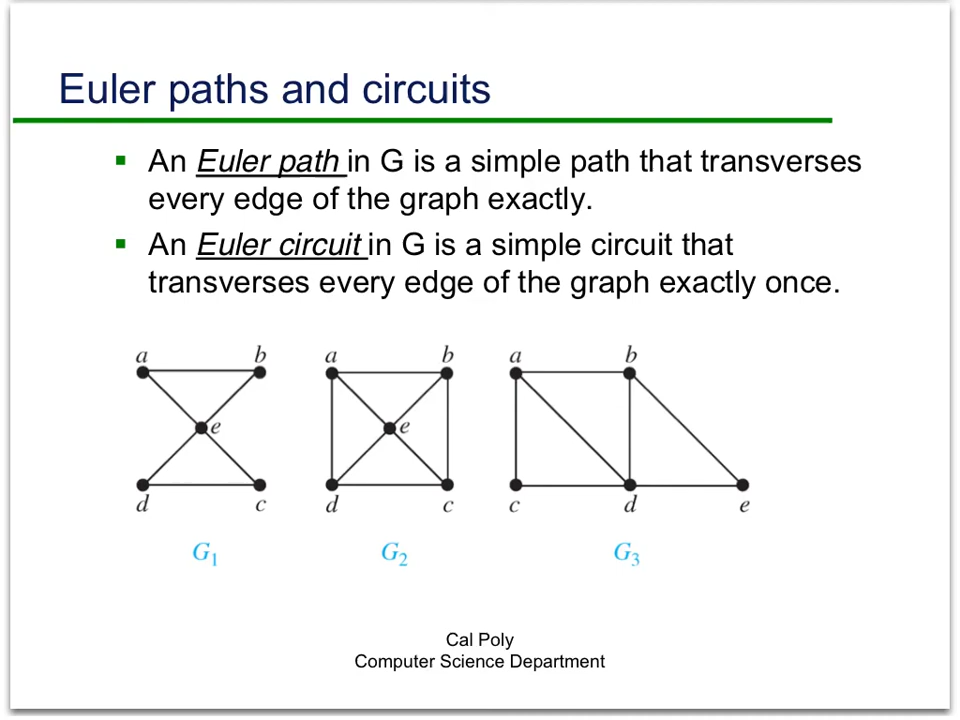 Euler paths and circuits
▪ An Euler path in G is a simple path that transverses
every edge of the graph exactly.
▪ An Euler circuit in G is a simple circuit that
transverses every edge of the graph exactly once.
a b a b a b
e e
d c d c c d e
G1 G2 G3
Cal Poly
Computer Science Department